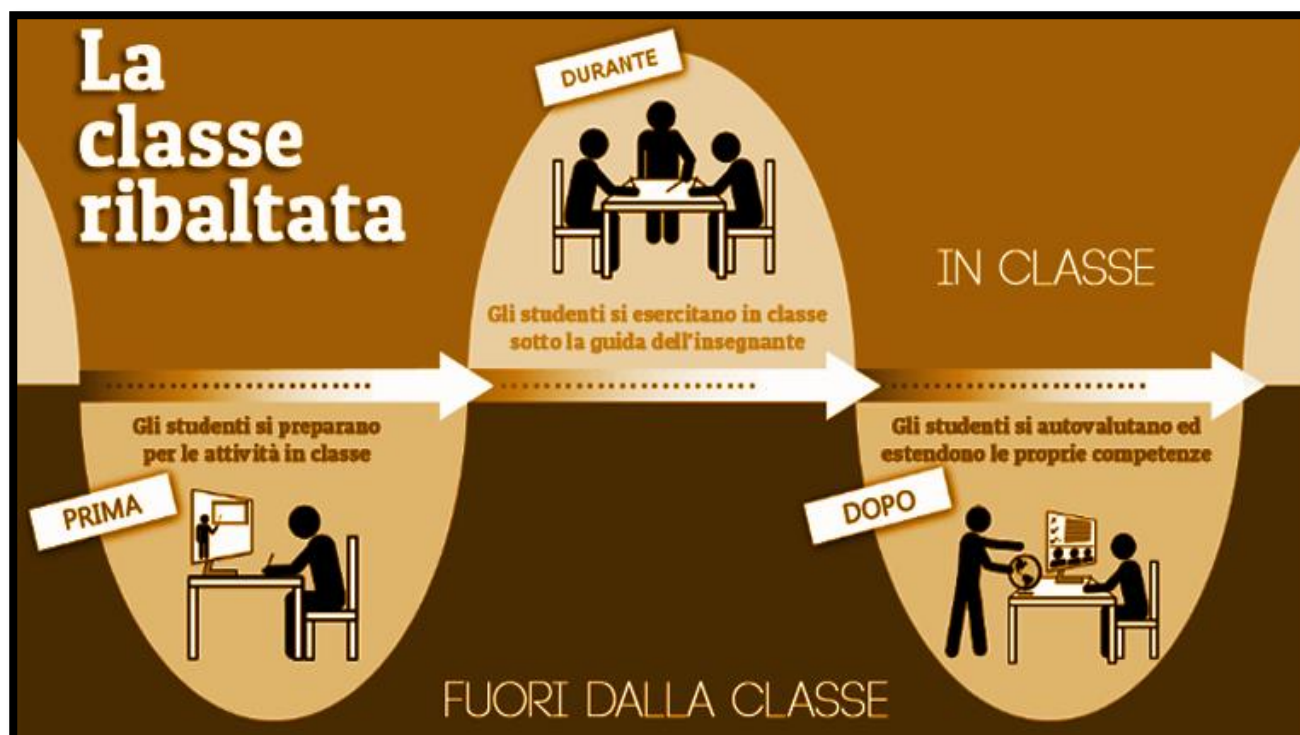 La
classe
ribaltata
DURANTE
Gli studenti si esercitano in classe
sotto la guida dell'insegnante
IN CLASSE
Gli studenti si preparano
per le attività in classe
PRIMA
Gli studenti si autovalutano ed
estendono le proprie competenze
DOPO
FUORI DALLA CLASSE